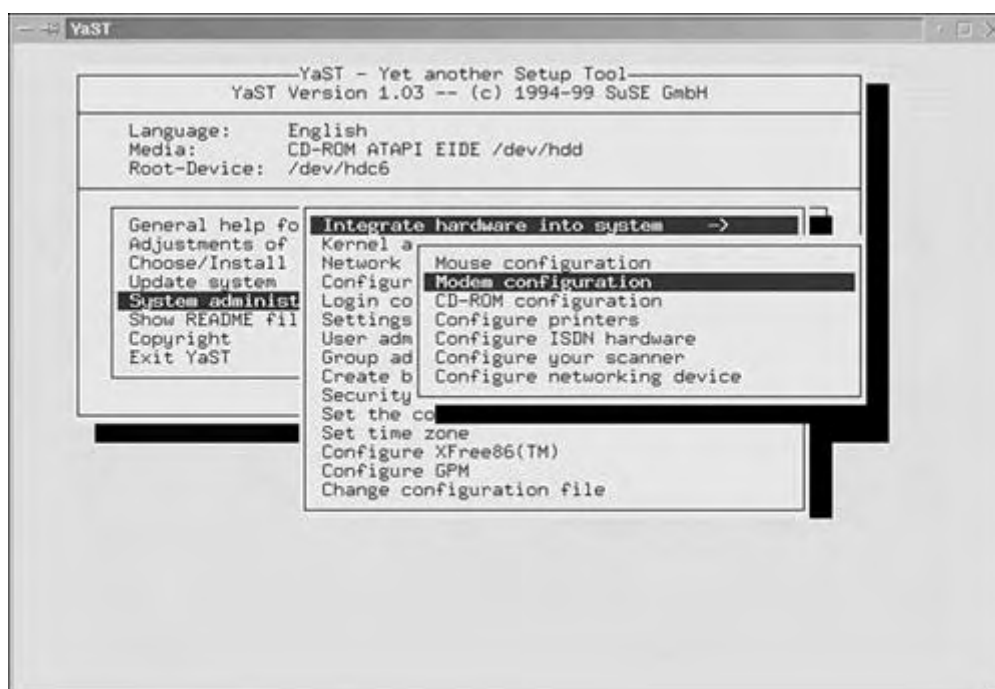 YaST
YaST - Yet another Setup Tool
YaST Version 1.03 -- (c) 1994-99 SuSE GmbH
Language: English
Media: CD-ROM ATAPI EIDE /dev/hdd
Root-Device: /dev/hdc6
General help fo
Adjustments of
Choose/Install
Update system
System administ
Show README fil
Copyright
Exit YaST
Integrate hardware into system ->
Kernel a
Network
Configur
Login co
Settings
User adm
Group ad
Create b
Security
Set the co
Set time zone
Configure XFree86(TM)
Configure GPM
Change configuration file
Mouse configuration
Modem configuration
CD-ROM configuration
Configure printers
Configure ISDN hardware
Configure your scanner
Configure networking device